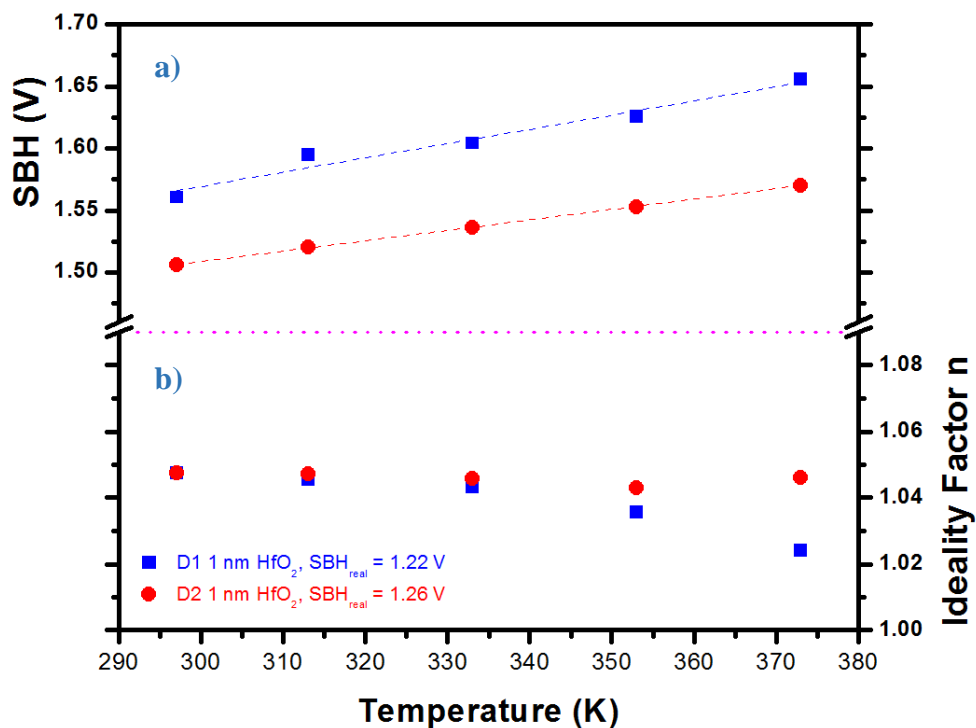 a)
SBH (V)
1.70
1.65
1.60
1.55
1.50
b)
Ideality Factor n
1.08
1.06
1.04
1.02
1.00
D1 1 nm HfO₂, SBH_real = 1.22 V
D2 1 nm HfO₂, SBH_real = 1.26 V
290 300 310 320 330 340 350 360 370 380
Temperature (K)